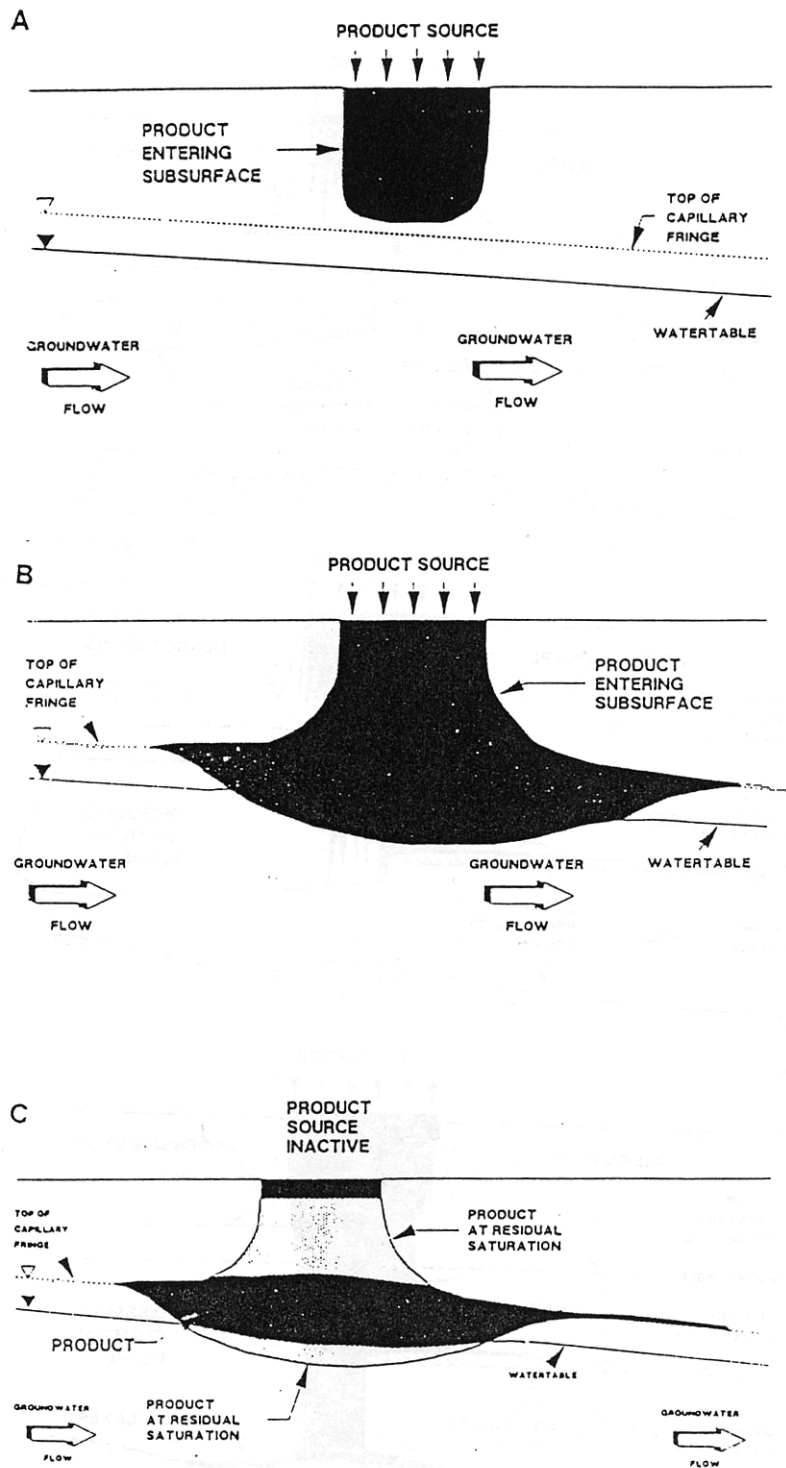 A
PRODUCT SOURCE
PRODUCT
ENTERING
SUBSURFACE
TOP OF
CAPILLARY
FRINGE
WATERTABLE
GROUNDWATER
FLOW
GROUNDWATER
FLOW
B
PRODUCT SOURCE
TOP OF
CAPILLARY
FRINGE
PRODUCT
ENTERING
SUBSURFACE
WATERTABLE
GROUNDWATER
FLOW
GROUNDWATER
FLOW
C
PRODUCT
SOURCE
INACTIVE
TOP OF
CAPILLARY
FRINGE
PRODUCT
AT RESIDUAL
SATURATION
PRODUCT
WATERTABLE
PRODUCT
AT RESIDUAL
SATURATION
GROUNDWATER
FLOW
GROUNDWATER
FLOW